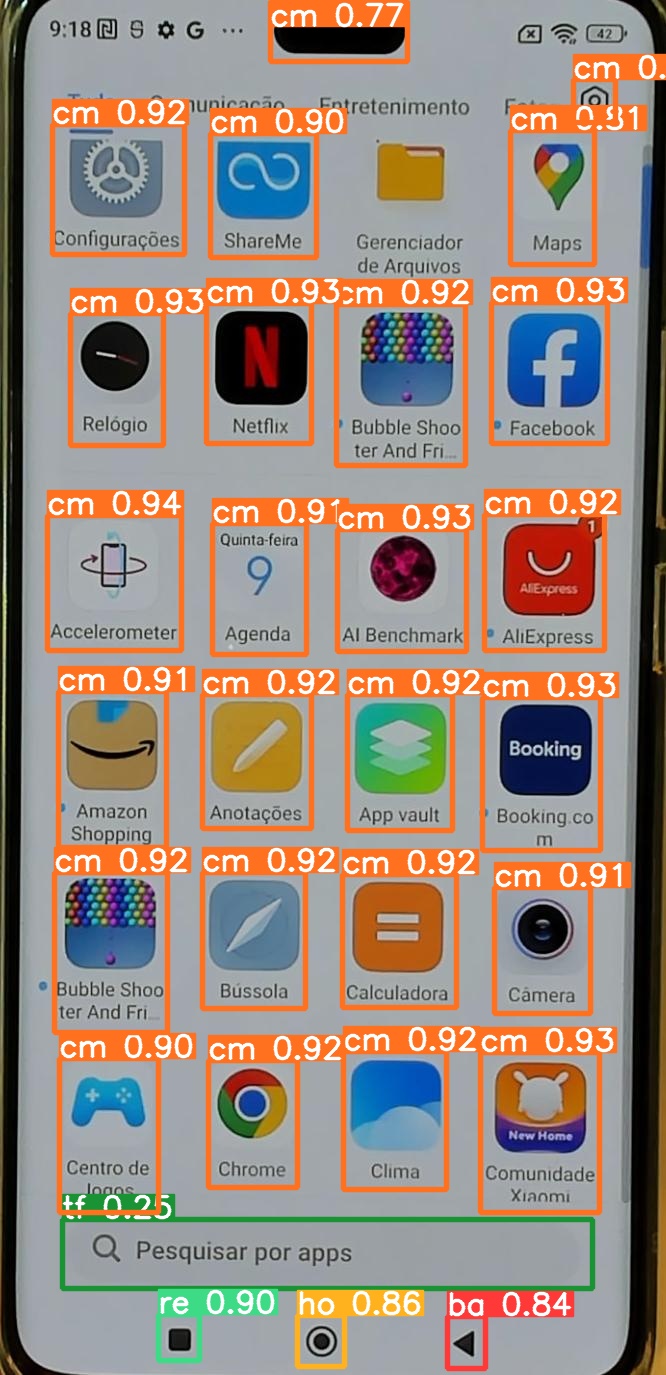 cm 0.77
9:18 ... 42
cm 0.
Comunicação Entretenimento
cm 0.92 cm 0.90 cm 0.81
Configurações ShareMe Gerenciador de Arquivos Maps
cm 0.93 cm 0.93 cm 0.92 cm 0.93
N
Relógio Netflix Bubble Shoo ter And Fri... Facebook
cm 0.94 cm 0.91 cm 0.93 cm 0.92
Quinta-feira 9 1 AliExpress
Accelerometer Agenda AI Benchmark AliExpress
cm 0.91 cm 0.92 cm 0.92 cm 0.93
Booking
Amazon Shopping Anotações App vault Booking.co m
cm 0.92 cm 0.92 cm 0.92 cm 0.91
Bubble Shoo ter And Fri... Bússola Calculadora Câmera
cm 0.90 cm 0.92 cm 0.92 cm 0.93
New Home
Centro de Jogos Chrome Clima Comunidade Xiaomi
tf 0.25
Pesquisar por apps
re 0.90 ho 0.86 ba 0.84